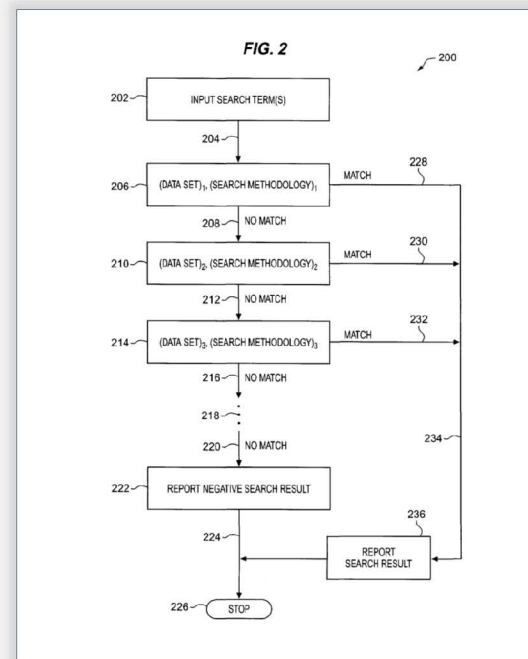 FIG. 2
200
202
INPUT SEARCH TERM(S)
204
228
MATCH
206
(DATA SET)₁, (SEARCH METHODOLOGY)₁
208
NO MATCH
230
MATCH
210
(DATA SET)₂, (SEARCH METHODOLOGY)₂
212
NO MATCH
232
MATCH
214
(DATA SET)₃, (SEARCH METHODOLOGY)₃
216
NO MATCH
218
220
NO MATCH
234
222
REPORT NEGATIVE SEARCH RESULT
236
224
REPORT
SEARCH RESULT
226
STOP